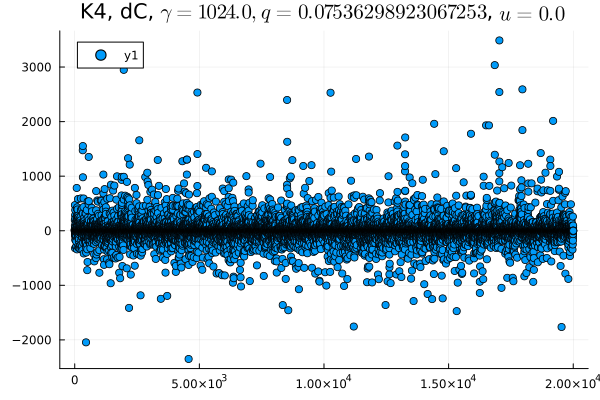 K4, dC, γ = 1024.0, q = 0.07536298923067253, u = 0.0
y1
3000
2000
1000
0
−1000
−2000
0 5.00×10³ 1.00×10⁴ 1.50×10⁴ 2.00×10⁴